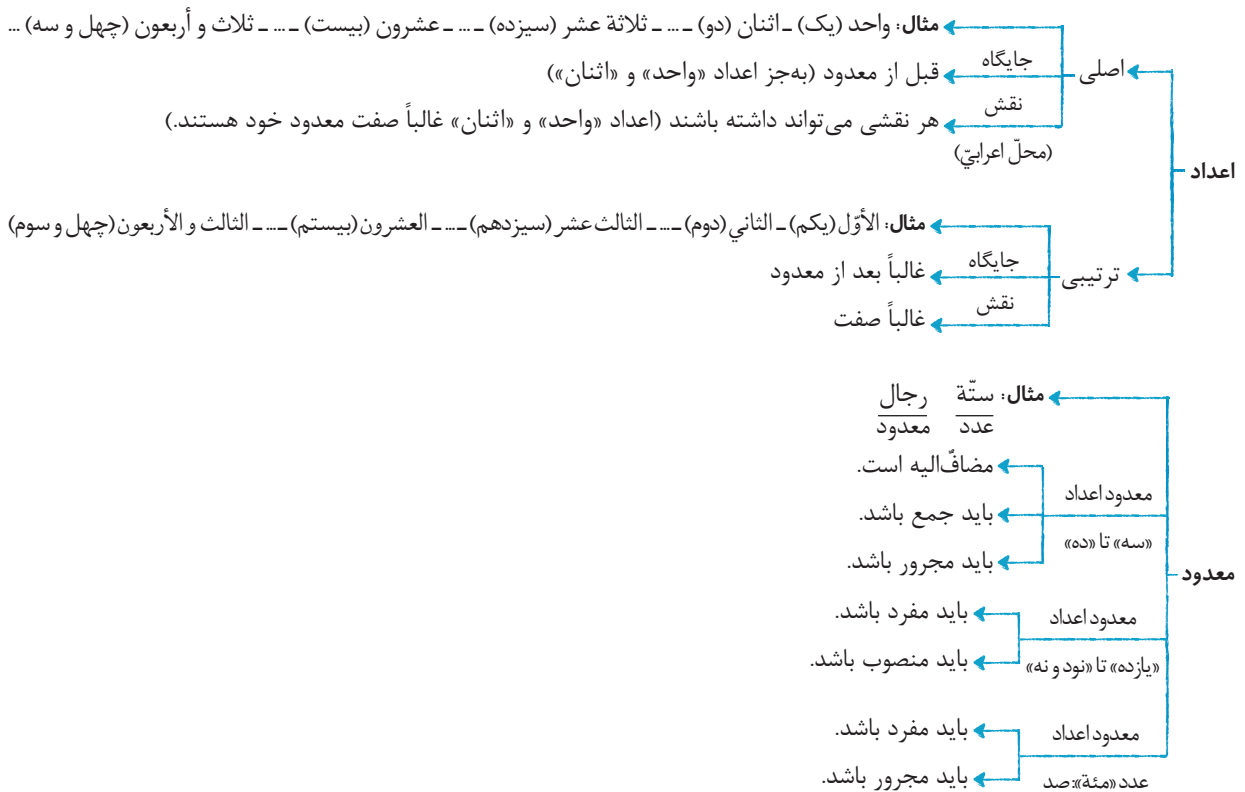 مثال: واحد (یک) ـ اثنان (دو) ـ ... ـ ثلاثة عشر (سیزده) ـ ... ـ عشرون (بیست) ـ ... ـ ثلاث و أربعون (چهل و سه) ...
اصلی
جایگاه
قبل از معدود (به‌جز اعداد «واحد» و «اثنان»)
نقش
هر نقشی می‌تواند داشته باشند (اعداد «واحد» و «اثنان» غالباً صفت معدود خود هستند.)
(محلّ اعرابيّ)
اعداد
مثال: الأوّل (یکم) ـ الثاني (دوم) ـ ... ـ الثالث عشر (سیزدهم) ـ ... ـ العشرون (بیستم) ـ ... ـ الثالث و الأربعون (چهل و سوم)
ترتیبی
جایگاه
غالباً بعد از معدود
نقش
غالباً صفت
مثال: ستّة رجال
عدد معدود
مضافٌ‌الیه است.
معدود اعداد
باید جمع باشد.
«سه» تا «ده»
باید مجرور باشد.
معدود
معدود اعداد
باید مفرد باشد.
«یازده» تا «نود و نه»
باید منصوب باشد.
معدود اعداد
باید مفرد باشد.
عدد «مئة»: صد
باید مجرور باشد.